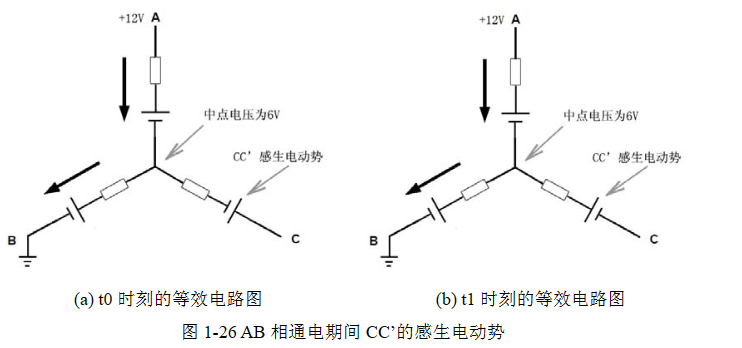 +12V A
中点电压为6V
CC’感生电动势
B
C
(a) t0 时刻的等效电路图
+12V A
中点电压为6V
CC’感生电动势
B
C
(b) t1 时刻的等效电路图
图 1-26 AB 相通电期间 CC’的感生电动势